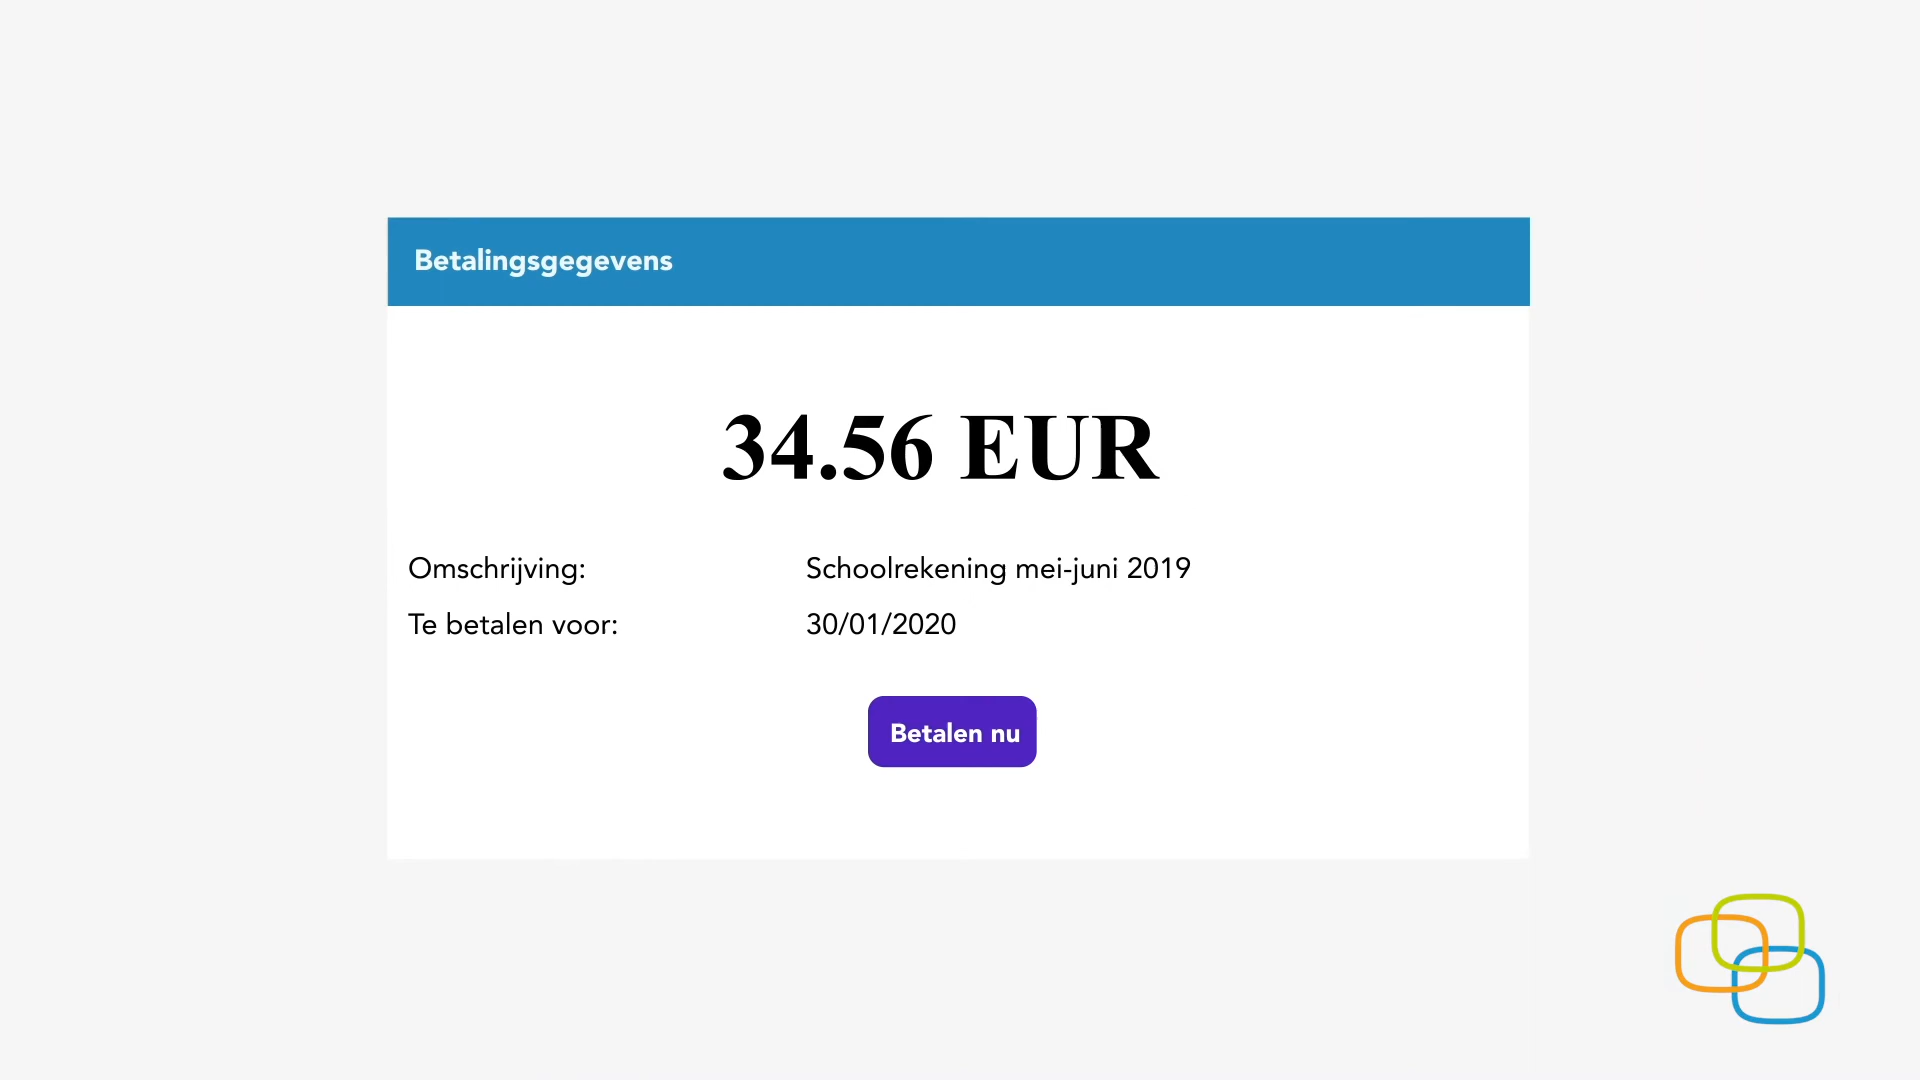 Betalingsgegevens
34.56 EUR
Omschrijving: Schoolrekening mei-juni 2019
Te betalen voor: 30/01/2020
Betalen nu